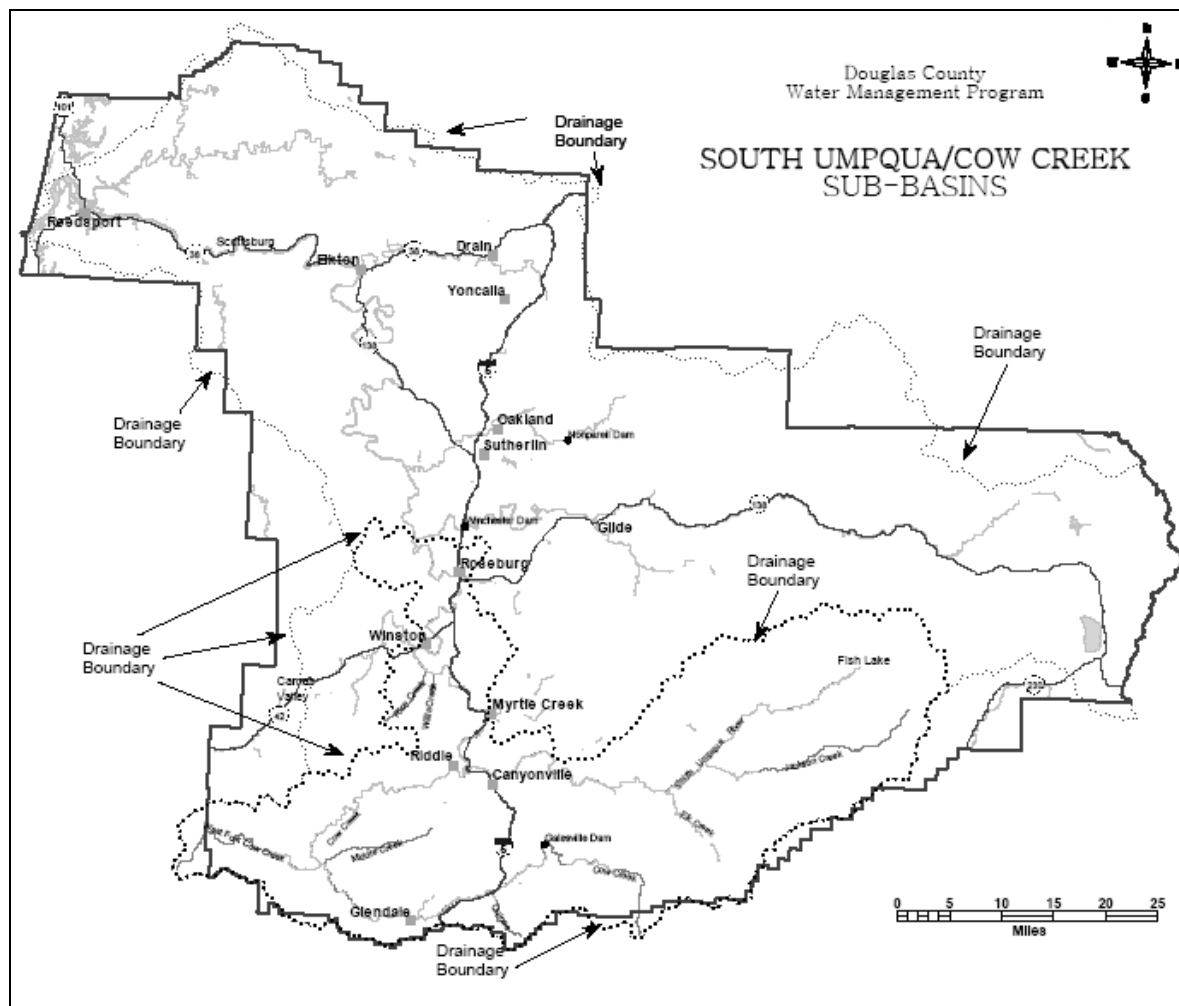 N
W
S
Douglas County
Water Management Program
SOUTH UMPQUA/COW CREEK
SUB-BASINS
Drainage
Boundary
101
Reedsport
38
Scottsburg
Elkton
38
Drain
Yoncalla
138
5
Drainage
Boundary
Drainage
Boundary
Oakland
Nonpareil Dam
Sutherlin
Winchester Dam
Glide
138
Roseburg
Drainage
Boundary
Drainage
Boundary
Winston
Fish Lake
Camas
Valley
42
230
Myrtle Creek
Riddle
South Umpqua River
Jackson Creek
Canyonville
Elk Creek
Cow Creek
Middle Creek
West Fork Cow Creek
5
Galesville Dam
Cow Creek
Glendale
0 5 10 15 20 25
Miles
Drainage
Boundary